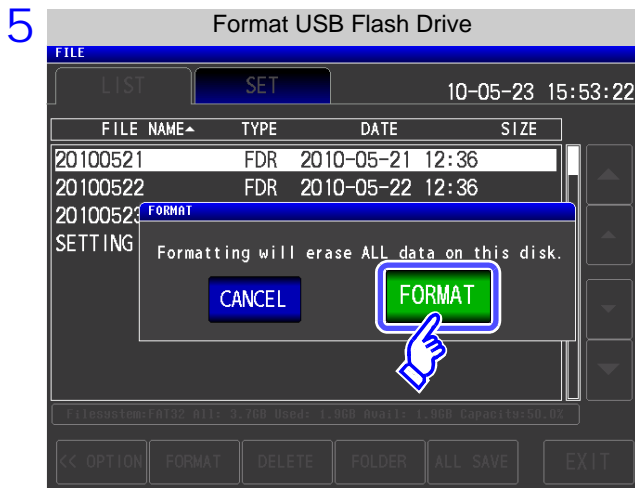 5
Format USB Flash Drive
FILE
LIST SET 10-05-23 15:53:22
FILE NAME▲ TYPE DATE SIZE
20100521 FDR 2010-05-21 12:36
20100522 FDR 2010-05-22 12:36
20100523
SETTING
FORMAT
Formatting will erase ALL data on this disk.
CANCEL FORMAT
Filesystem:FAT32 All: 3.7GB Used: 1.9GB Avail: 1.9GB Capacity:50.0%
<< OPTION FORMAT DELETE FOLDER ALL SAVE EXIT